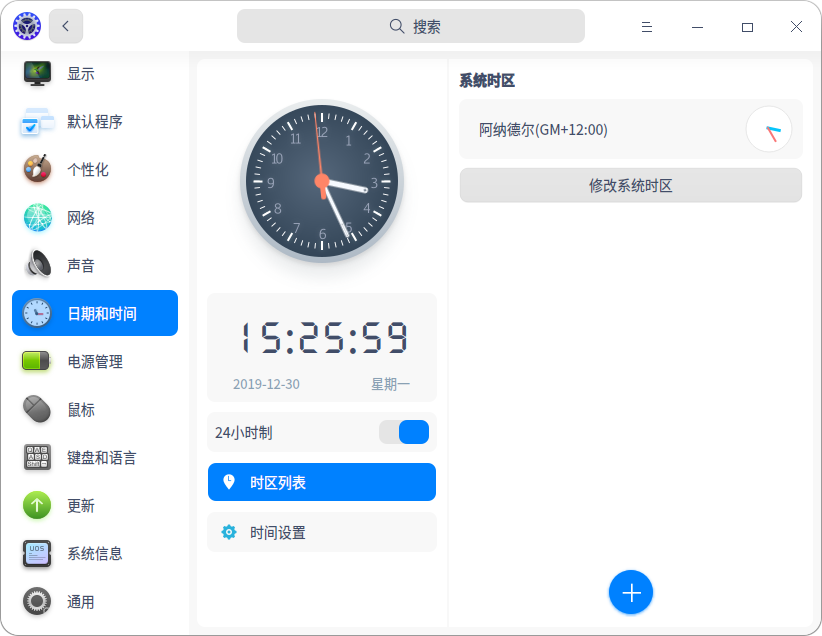 搜索
显示
默认程序
个性化
网络
声音
日期和时间
电源管理
鼠标
键盘和语言
更新
UOS
系统信息
通用
12
1
2
3
4
5
6
7
8
9
10
11
15:25:59
2019-12-30 星期一
24小时制
时区列表
时间设置
系统时区
阿纳德尔(GM+12:00)
修改系统时区